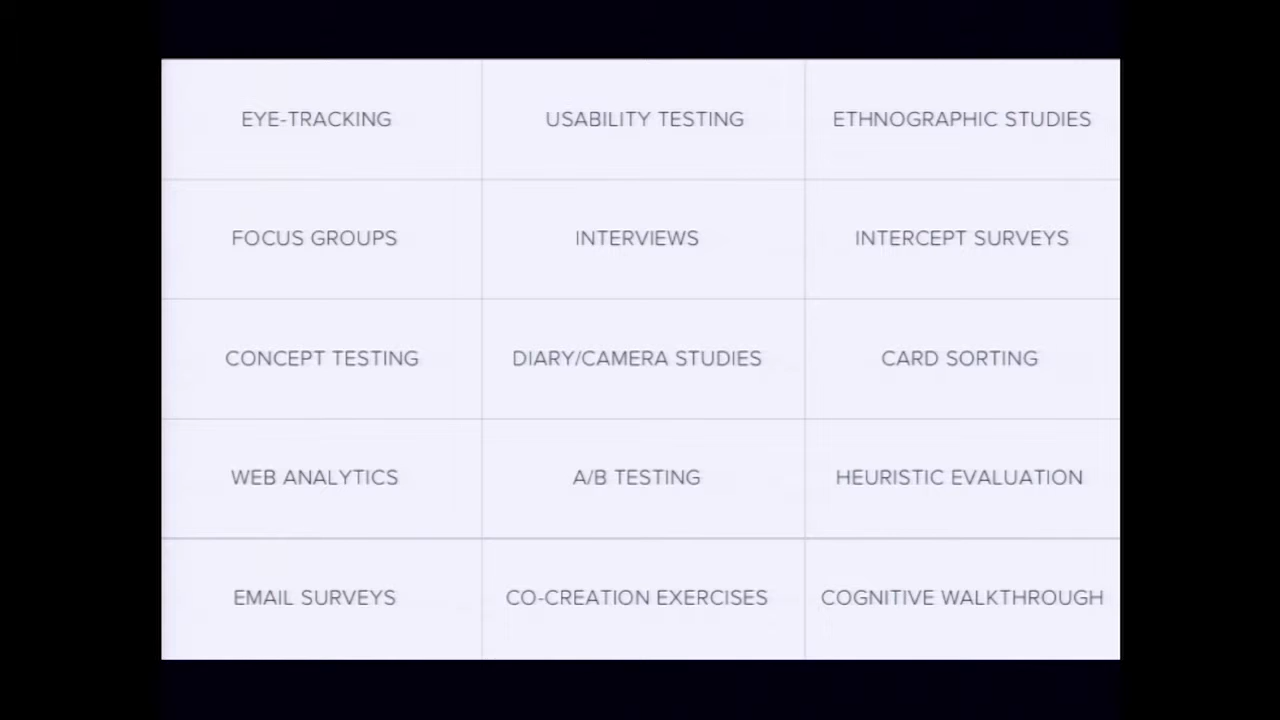 EYE-TRACKING
USABILITY TESTING
ETHNOGRAPHIC STUDIES
FOCUS GROUPS
INTERVIEWS
INTERCEPT SURVEYS
CONCEPT TESTING
DIARY/CAMERA STUDIES
CARD SORTING
WEB ANALYTICS
A/B TESTING
HEURISTIC EVALUATION
EMAIL SURVEYS
CO-CREATION EXERCISES
COGNITIVE WALKTHROUGH